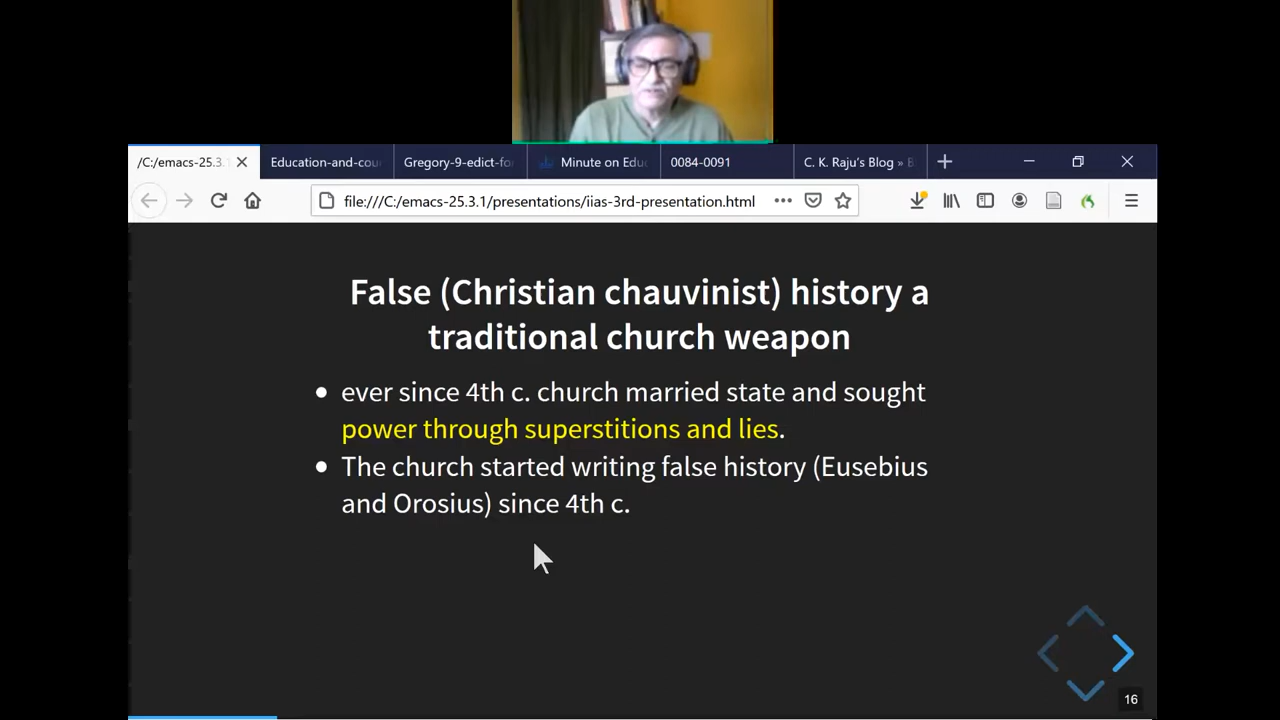 /C:/emacs-25.3.1
Education-and-cou
Gregory-9-edict-fo
Minute on Edu
0084-0091
C. K. Raju's Blog » B
file:///C:/emacs-25.3.1/presentations/iias-3rd-presentation.html
False (Christian chauvinist) history a
traditional church weapon
• ever since 4th c. church married state and sought
power through superstitions and lies.
• The church started writing false history (Eusebius
and Orosius) since 4th c.
16